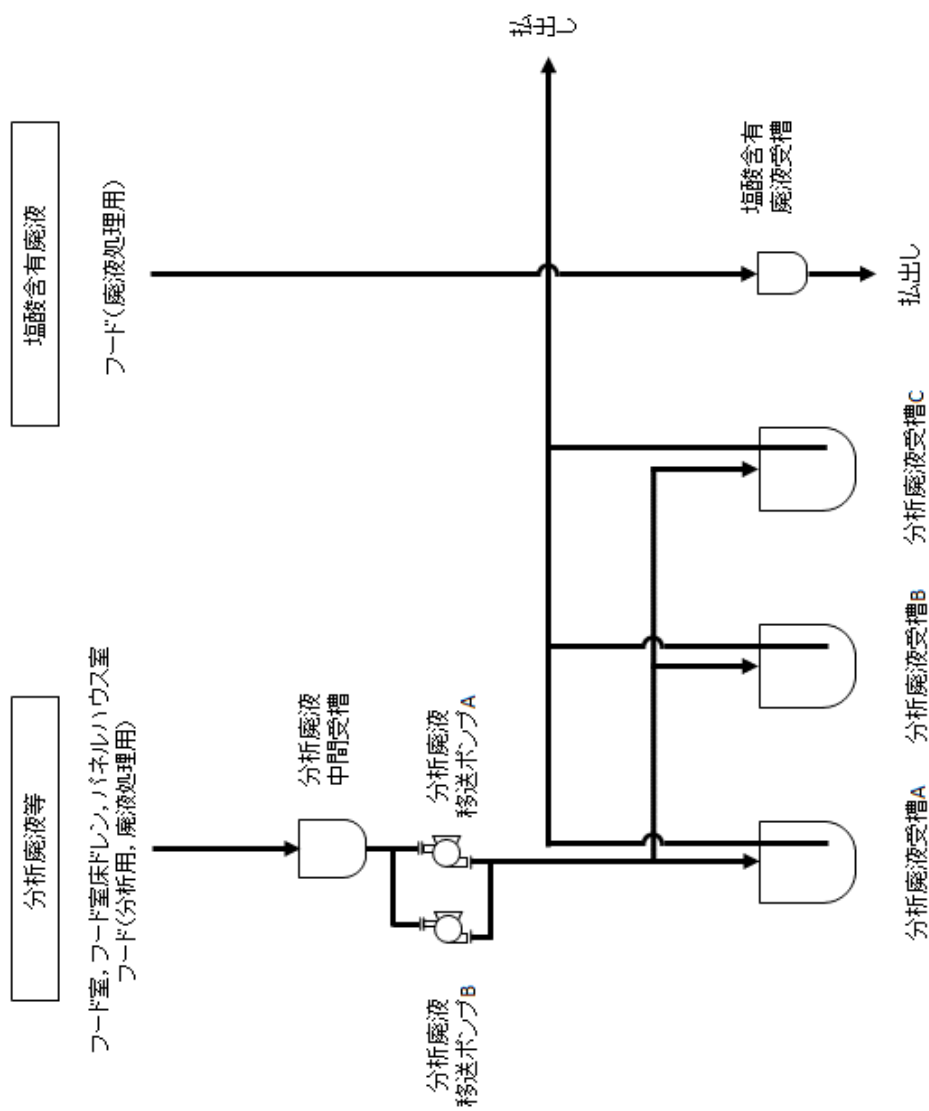 分析廃液等
フード室，フード室床ドレン，パネルハウス室
フード（分析用，廃液処理用）
分析廃液
中間受槽
分析廃液
移送ポンプB
分析廃液
移送ポンプA
分析廃液受槽A
分析廃液受槽B
分析廃液受槽C
塩酸含有廃液
フード（廃液処理用）
塩酸含有
廃液受槽
払出し
払出し